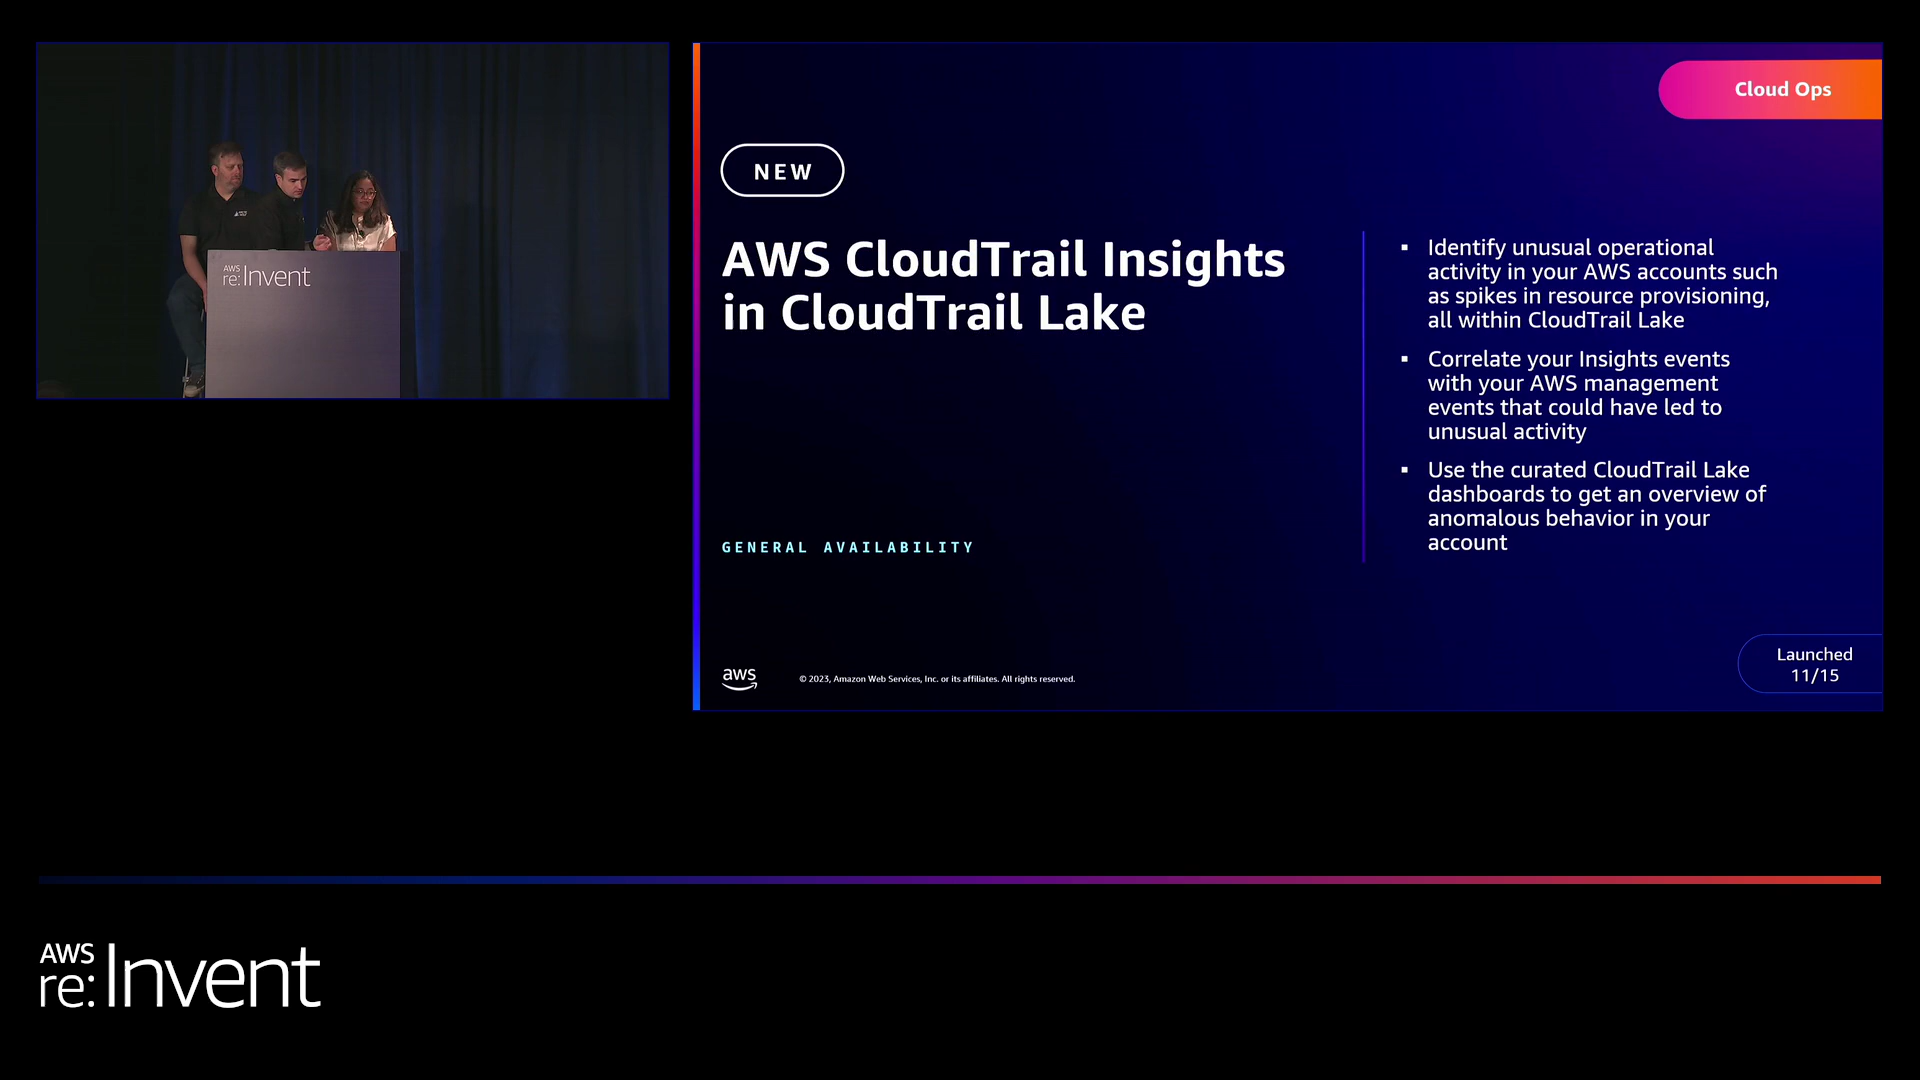 AWS
re:Invent
Cloud Ops
NEW
AWS CloudTrail Insights
in CloudTrail Lake
▪ Identify unusual operational
activity in your AWS accounts such
as spikes in resource provisioning,
all within CloudTrail Lake
▪ Correlate your Insights events
with your AWS management
events that could have led to
unusual activity
▪ Use the curated CloudTrail Lake
dashboards to get an overview of
anomalous behavior in your
account
GENERAL AVAILABILITY
Launched
11/15
aws
© 2023, Amazon Web Services, Inc. or its affiliates. All rights reserved.
AWS
re:Invent